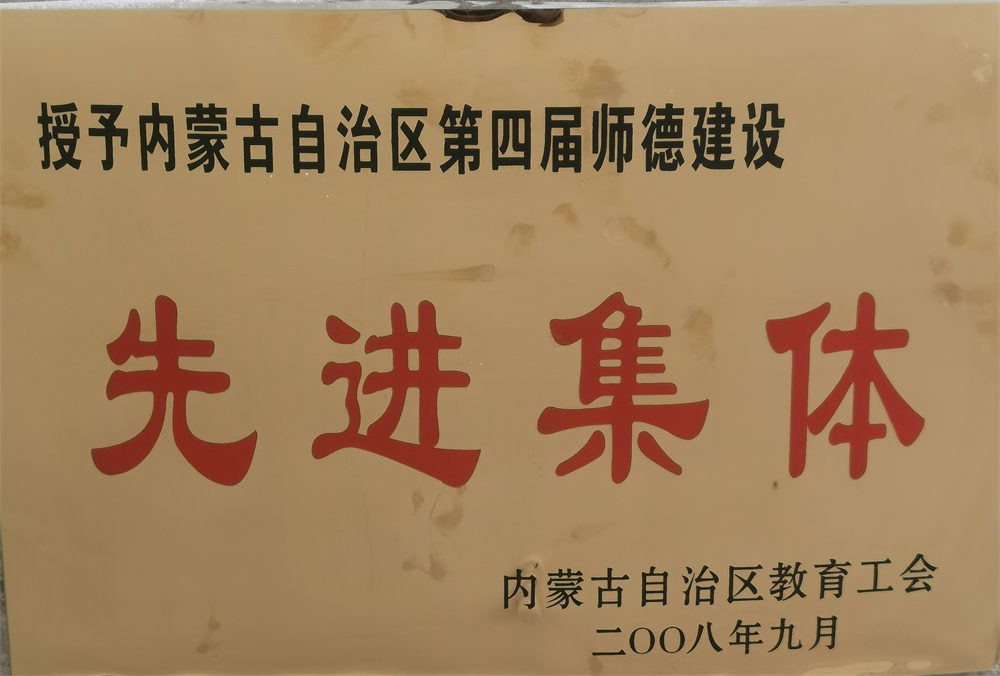 授予内蒙古自治区第四届师德建设
先进集体
内蒙古自治区教育工会
二〇〇八年九月